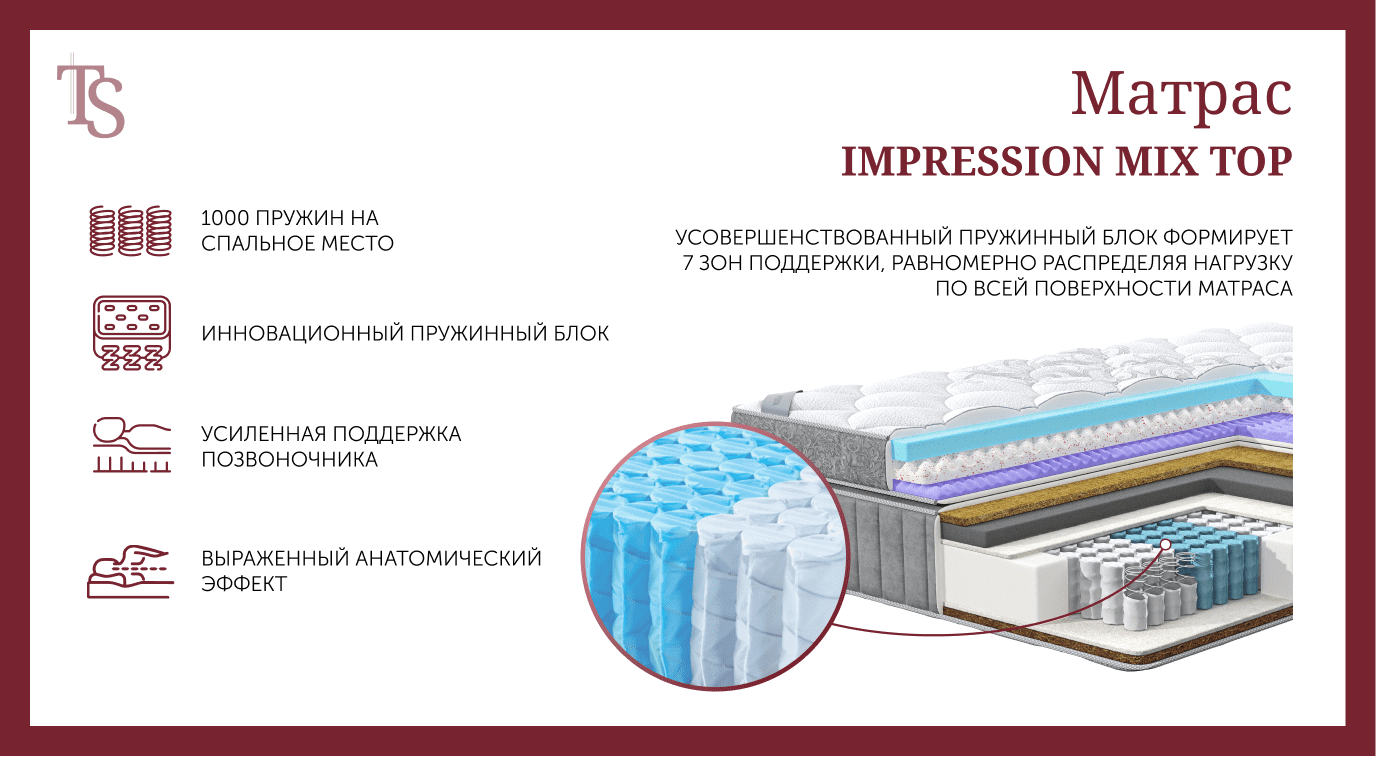 TS
Матрас
IMPRESSION MIX TOP
1000 ПРУЖИН НА
СПАЛЬНОЕ МЕСТО
ИННОВАЦИОННЫЙ ПРУЖИННЫЙ БЛОК
УСИЛЕННАЯ ПОДДЕРЖКА
ПОЗВОНОЧНИКА
ВЫРАЖЕННЫЙ АНАТОМИЧЕСКИЙ
ЭФФЕКТ
УСОВЕРШЕНСТВОВАННЫЙ ПРУЖИННЫЙ БЛОК ФОРМИРУЕТ
7 ЗОН ПОДДЕРЖКИ, РАВНОМЕРНО РАСПРЕДЕЛЯЯ НАГРУЗКУ
ПО ВСЕЙ ПОВЕРХНОСТИ МАТРАСА